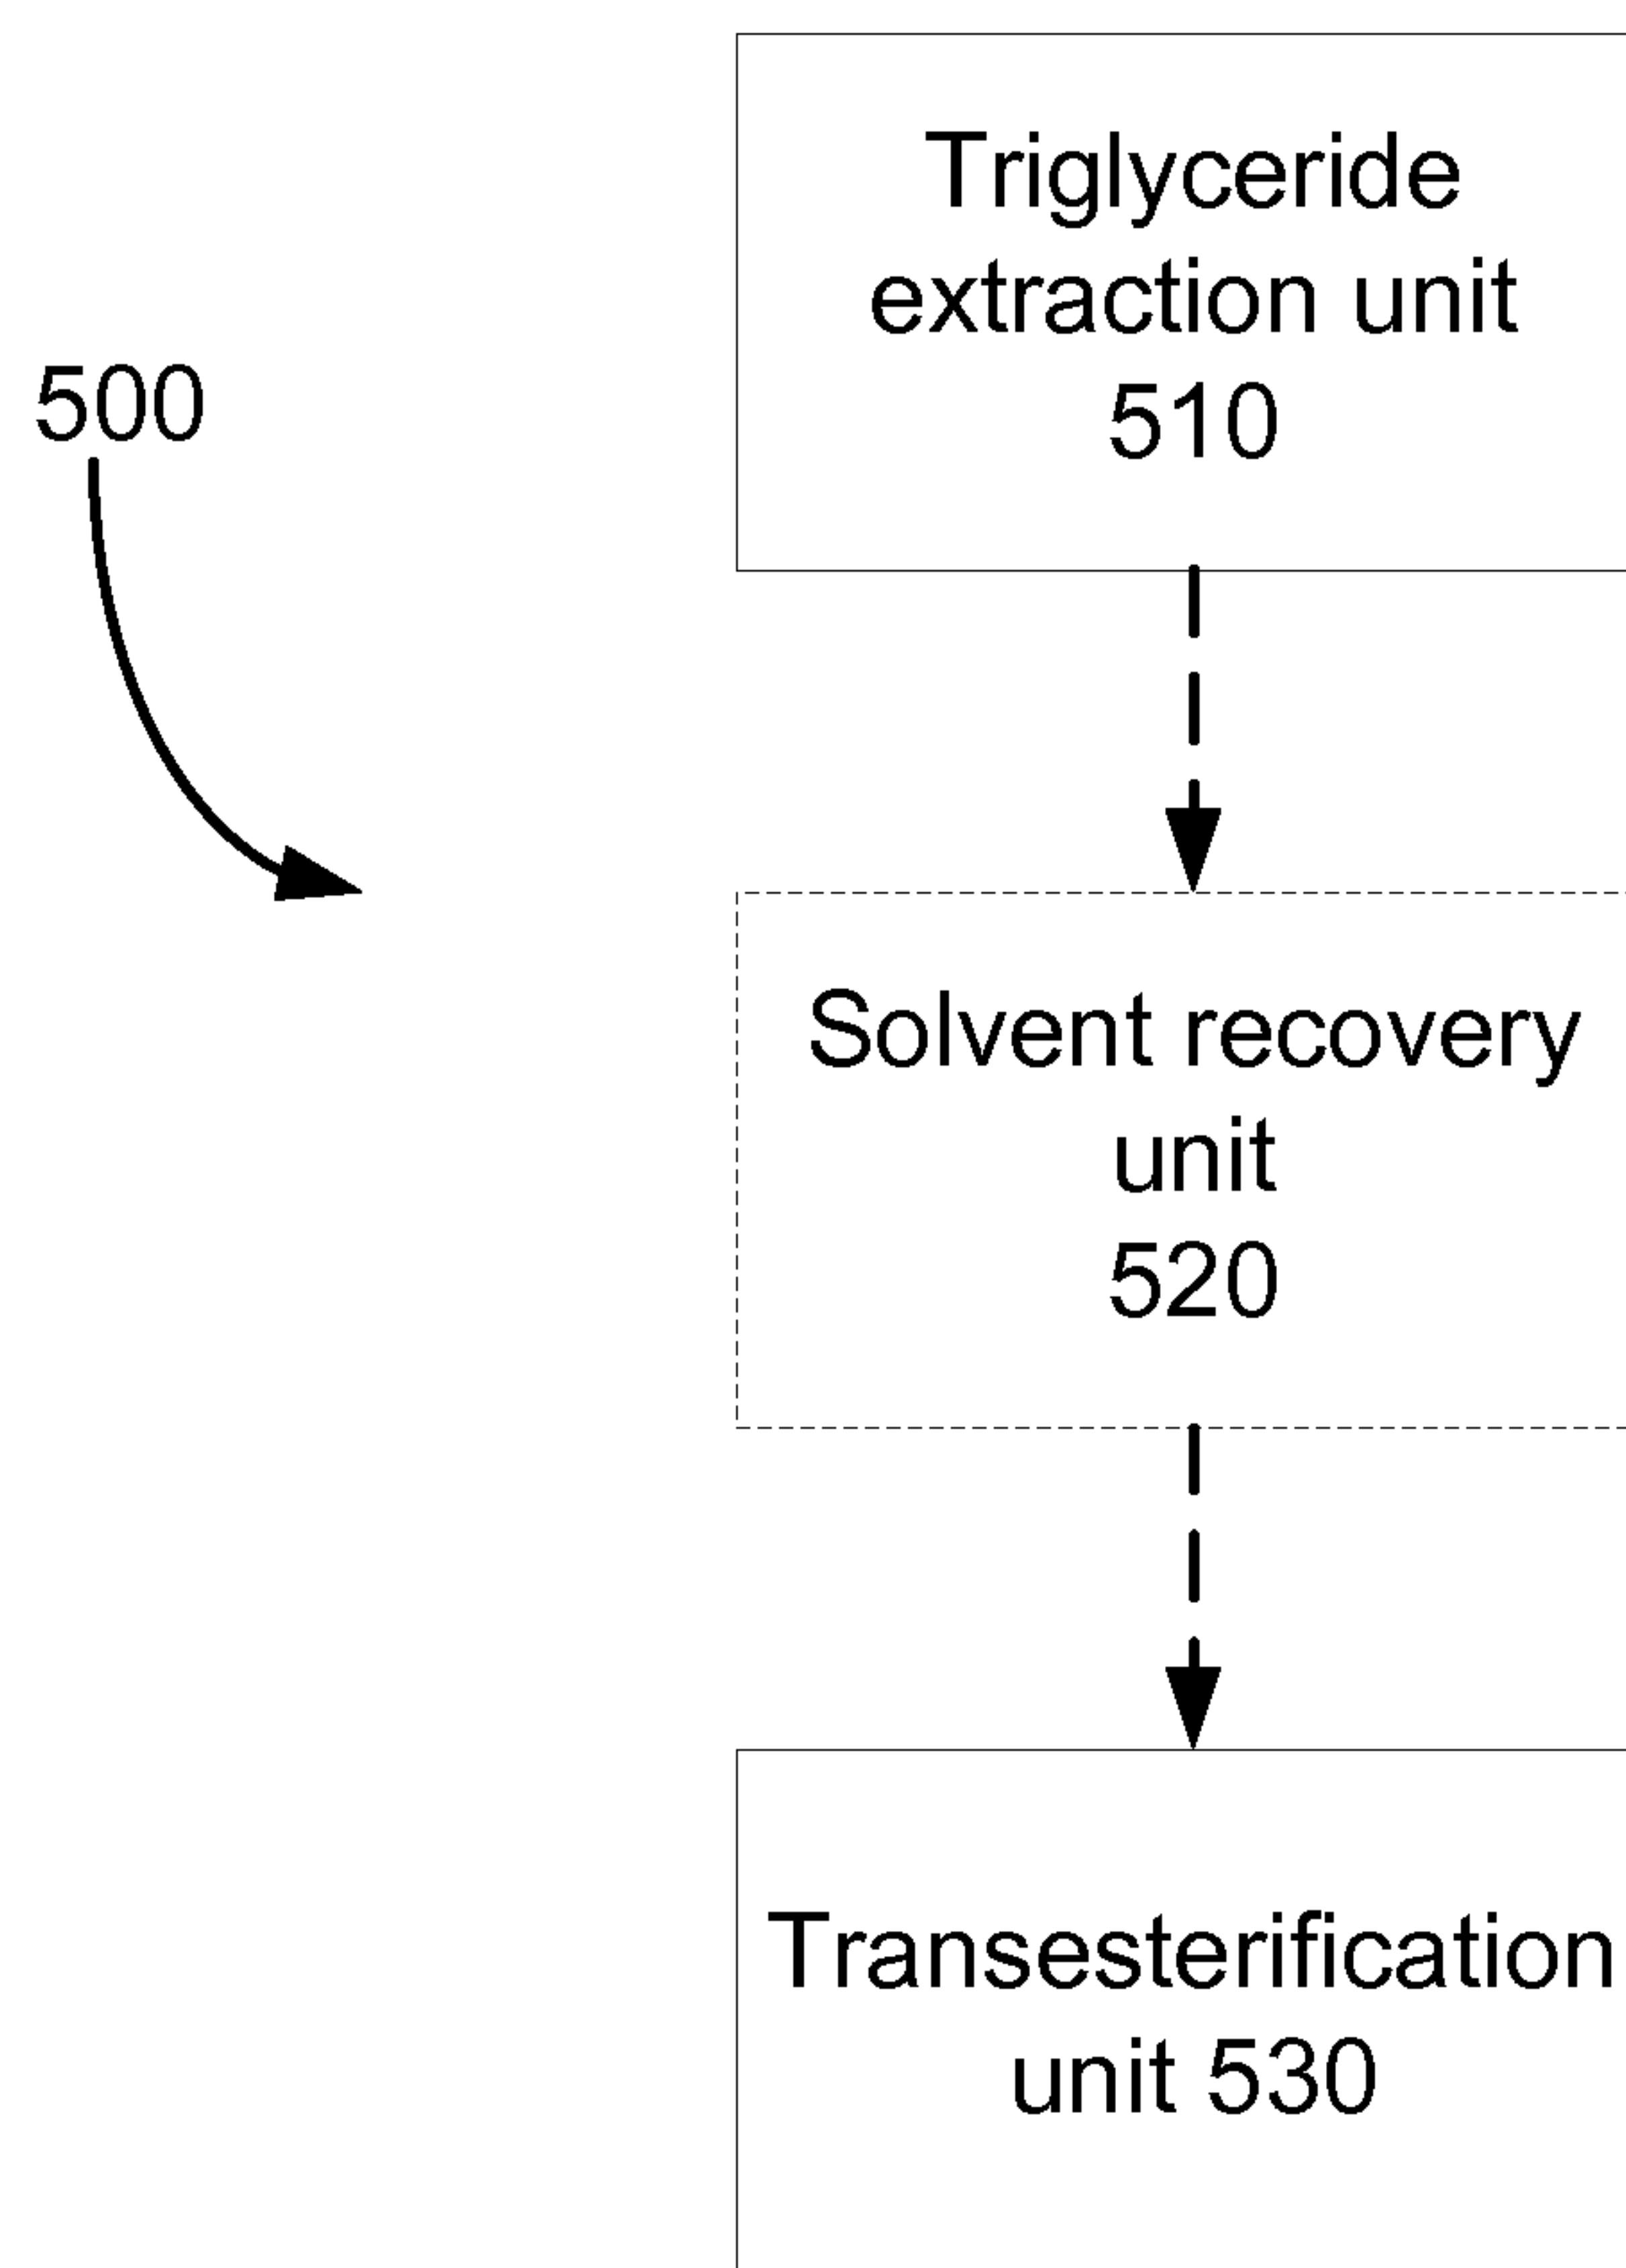 Triglyceride
extraction unit
510
500
Solvent recovery
unit
520
Transesterification
unit 530